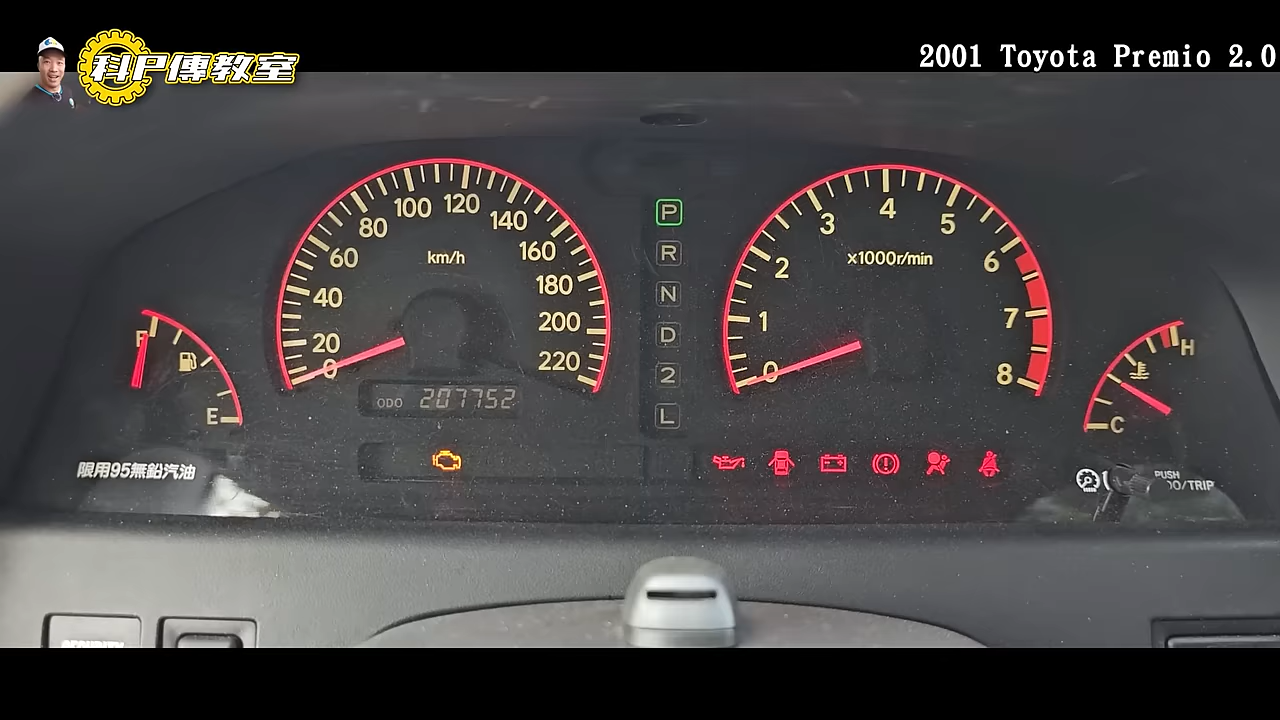 科P傳教室
2001 Toyota Premio 2.0
0 20 40 60 80 100 120 140 160 180 200 220
km/h
ODO 207752
P
R
N
D
2
L
0 1 2 3 4 5 6 7 8
x1000r/min
F
E
H
C
限用95無鉛汽油
PUSH
/TRIP
SECURITY